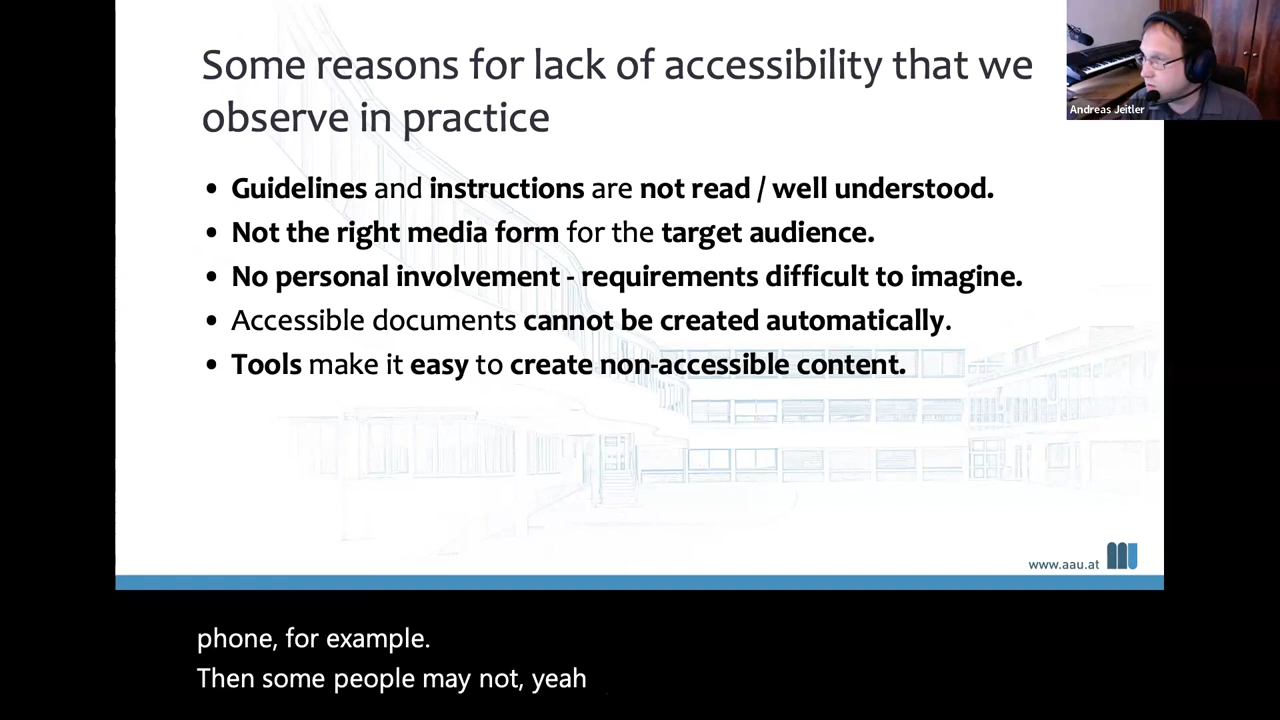 Some reasons for lack of accessibility that we
observe in practice
Andreas Jeitler
• Guidelines and instructions are not read / well understood.
• Not the right media form for the target audience.
• No personal involvement - requirements difficult to imagine.
• Accessible documents cannot be created automatically.
• Tools make it easy to create non-accessible content.
www.aau.at
phone, for example.
Then some people may not, yeah